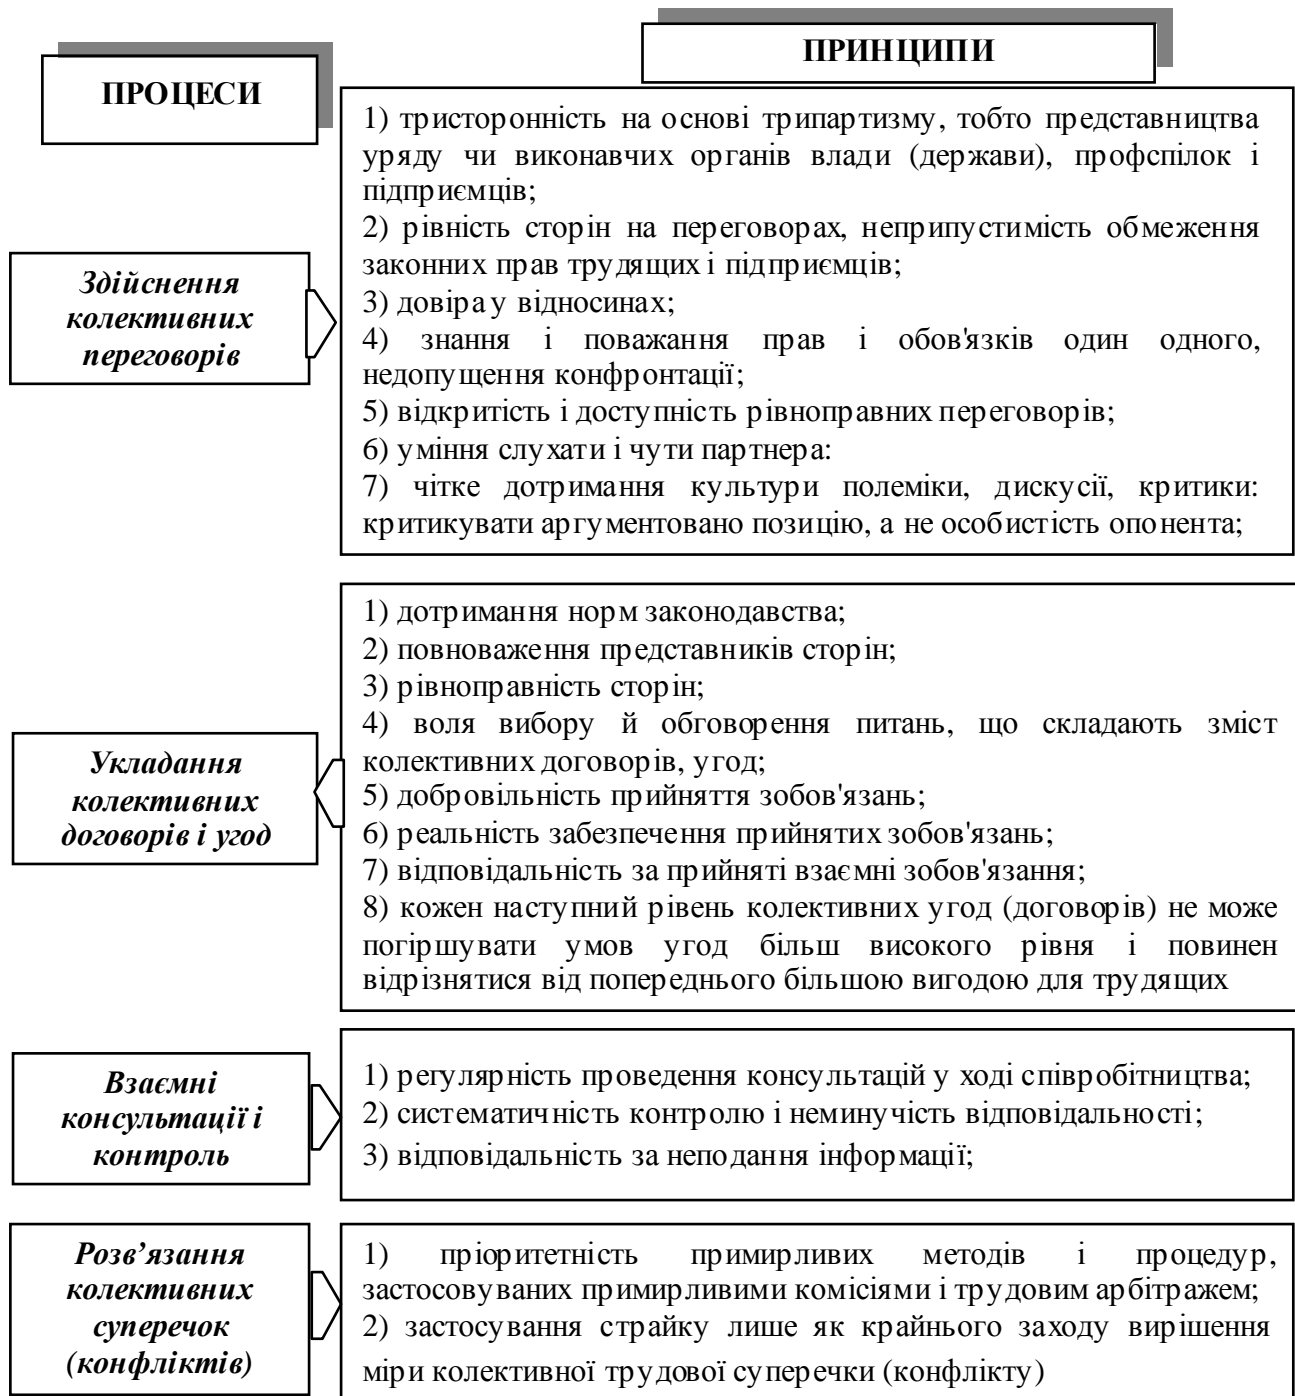 ПРОЦЕСИ
ПРИНЦИПИ
Здійснення
колективних
переговорів
1) тристоронність на основі трипартизму, тобто представництва
уряду чи виконавчих органів влади (держави), профспілок і
підприємців;
2) рівність сторін на переговорах, неприпустимість обмеження
законних прав трудящих і підприємців;
3) довіра у відносинах;
4) знання і поважання прав і обов'язків один одного,
недопущення конфронтації;
5) відкритість і доступність рівноправних переговорів;
6) уміння слухати і чути партнера:
7) чітке дотримання культури полеміки, дискусії, критики:
критикувати аргументовано позицію, а не особистість опонента;
Укладання
колективних
договорів і угод
1) дотримання норм законодавства;
2) повноваження представників сторін;
3) рівноправність сторін;
4) воля вибору й обговорення питань, що складають зміст
колективних договорів, угод;
5) добровільність прийняття зобов'язань;
6) реальність забезпечення прийнятих зобов'язань;
7) відповідальність за прийняті взаємні зобов'язання;
8) кожен наступний рівень колективних угод (договорів) не може
погіршувати умов угод більш високого рівня і повинен
відрізнятися від попереднього більшою вигодою для трудящих
Взаємні
консультації і
контроль
1) регулярність проведення консультацій у ході співробітництва;
2) систематичність контролю і неминучість відповідальності;
3) відповідальність за неподання інформації;
Розв’язання
колективних
суперечок
(конфліктів)
1) пріоритетність примирливих методів і процедур,
застосовуваних примирливими комісіями і трудовим арбітражем;
2) застосування страйку лише як крайнього заходу вирішення
міри колективної трудової суперечки (конфлікту)